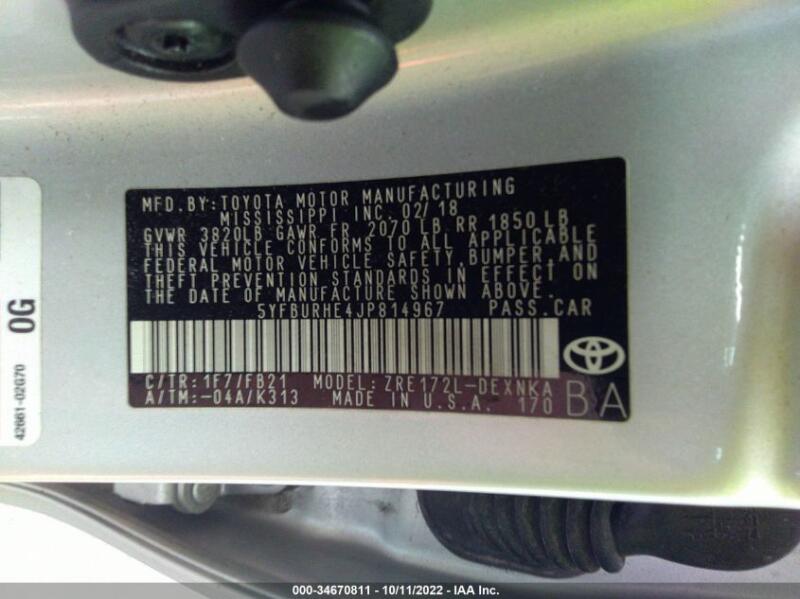 MFD.BY:TOYOTA MOTOR MANUFACTURING
MISSISSIPPI INC. 02/18
GVWR 3820LB GAWR FR 2070 LB RR 1850 LB
THIS VEHICLE CONFORMS TO ALL APPLICABLE
FEDERAL MOTOR VEHICLE SAFETY, BUMPER, AND
THEFT PREVENTION STANDARDS IN EFFECT ON
THE DATE OF MANUFACTURE SHOWN ABOVE.
5YFBURHE4JP814967 PASS.CAR
C/TR:1F7/FB21 MODEL:ZRE172L-DEXNKA
A/TM:-04A/K313 MADE IN U.S.A. 170
BA
0G
42661-02G70
000-34670811 - 10/11/2022 - IAA Inc.